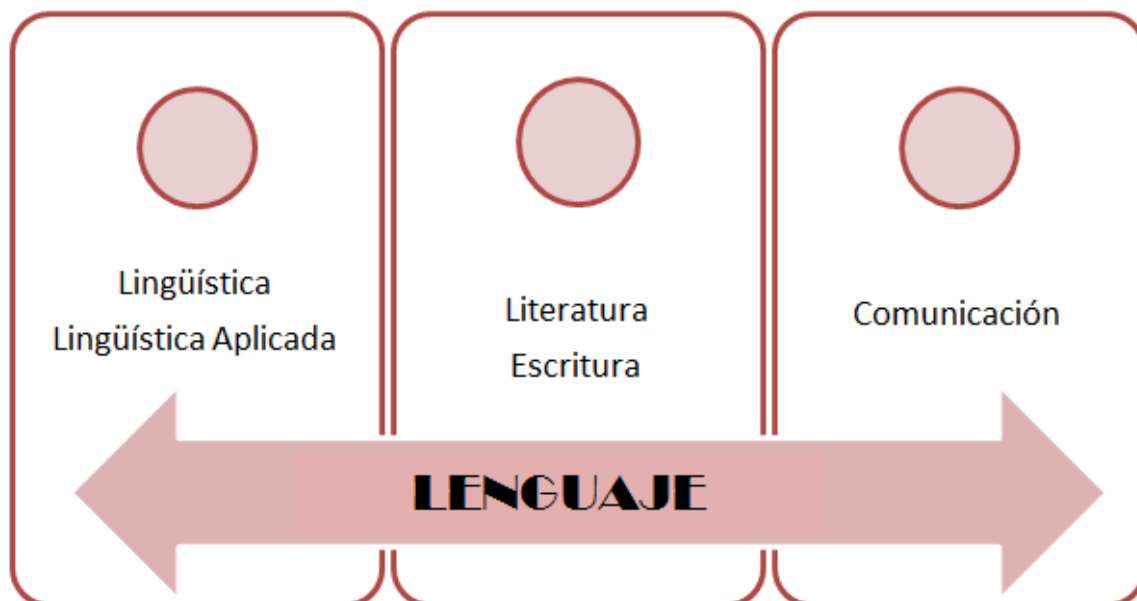 Lingüística
Lingüística Aplicada
Literatura
Escritura
Comunicación
LENGUAJE